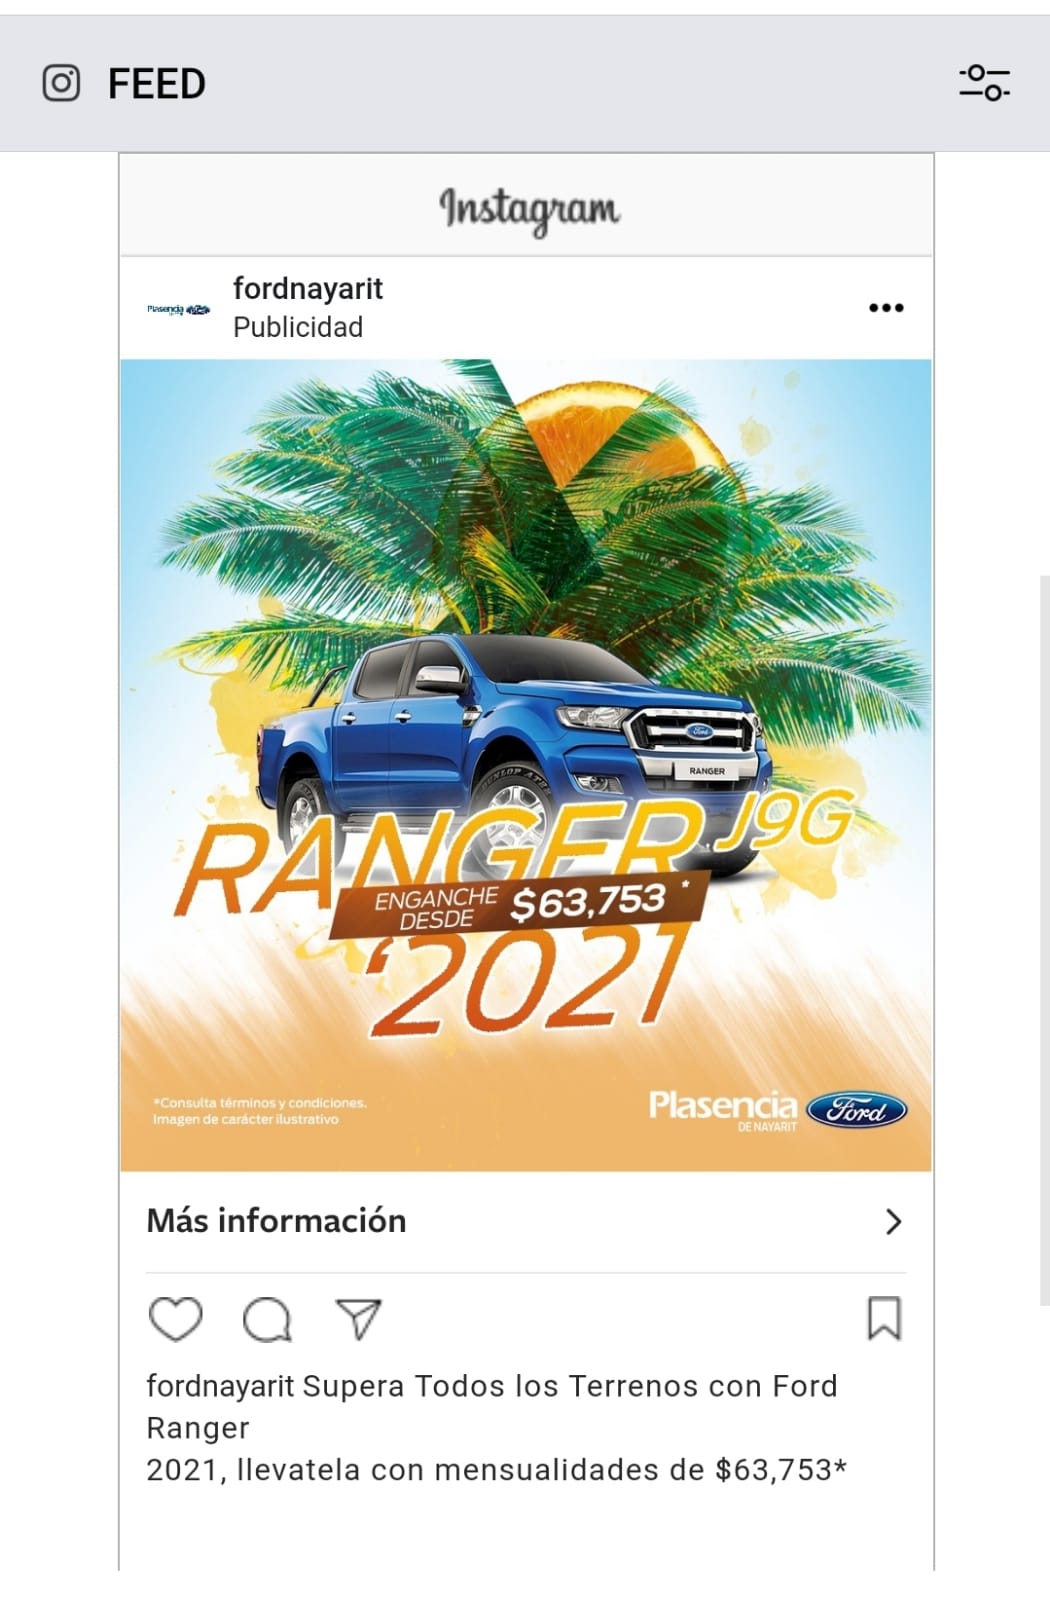 FEED
Instagram
fordnayarit
Publicidad
Ford
RANGER
RANGER J9G
ENGANCHE
DESDE $63,753 *
'2021
*Consulta términos y condiciones.
Imagen de carácter ilustrativo
Plasencia
DE NAYARIT
Ford
Más información
fordnayarit Supera Todos los Terrenos con Ford
Ranger
2021, llevatela con mensualidades de $63,753*